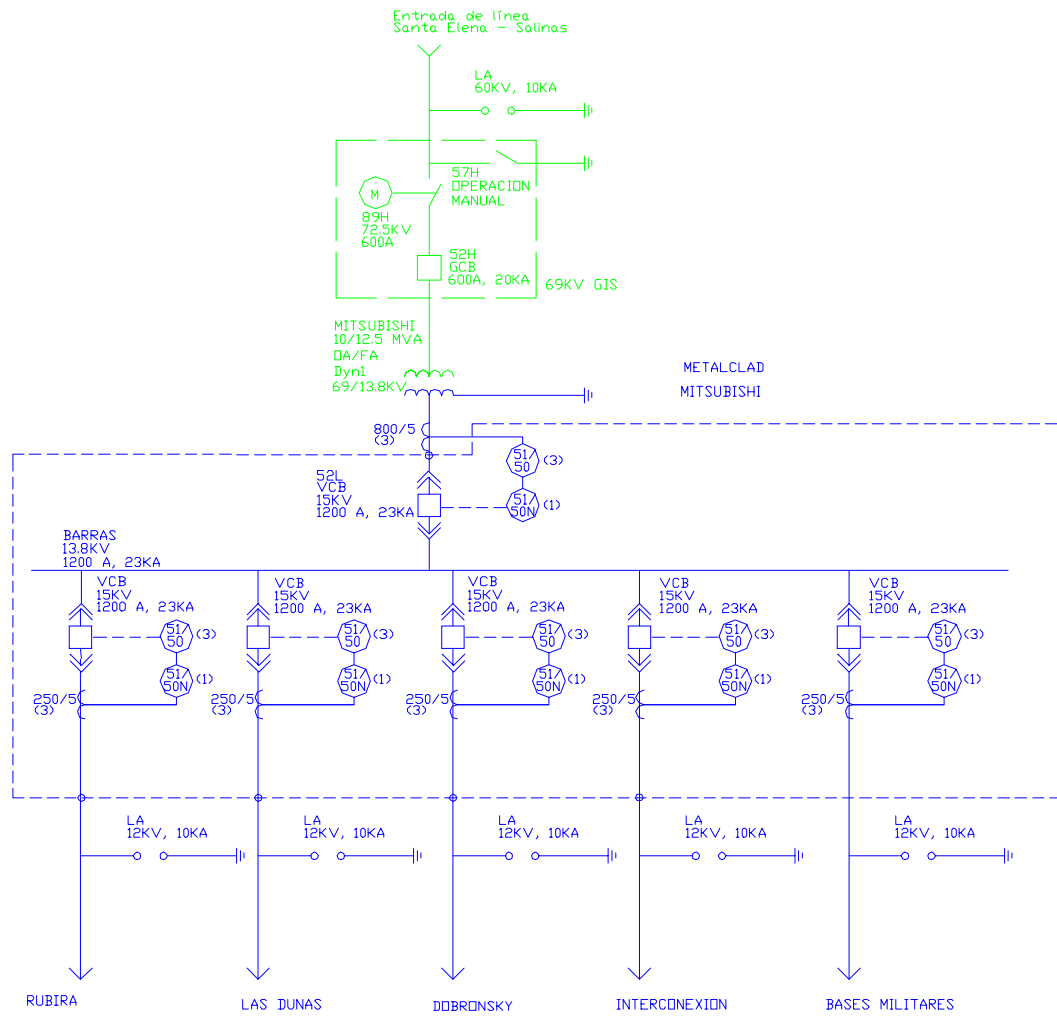 Entrada de línea
Santa Elena - Salinas
LA
60KV, 10KA
57H
OPERACION
MANUAL
M
89H
72.5KV
600A
52H
GCB
600A, 20KA
69KV GIS
MITSUBISHI
10/12.5 MVA
OA/FA
Dyn1
69/13.8KV
METALCLAD
MITSUBISHI
800/5
(3)
51/
50
(3)
52L
VCB
15KV
1200 A, 23KA
51/
50N
(1)
BARRAS
13.8KV
1200 A, 23KA
VCB
15KV
1200 A, 23KA
51/
50
(3)
51/
50N
(1)
250/5
(3)
LA
12KV, 10KA
RUBIRA
VCB
15KV
1200 A, 23KA
51/
50
(3)
51/
50N
(1)
250/5
(3)
LA
12KV, 10KA
LAS DUNAS
VCB
15KV
1200 A, 23KA
51/
50
(3)
51/
50N
(1)
250/5
(3)
LA
12KV, 10KA
DOBRONSKY
VCB
15KV
1200 A, 23KA
51/
50
(3)
51/
50N
(1)
250/5
(3)
LA
12KV, 10KA
INTERCONEXION
VCB
15KV
1200 A, 23KA
51/
50
(3)
51/
50N
(1)
250/5
(3)
LA
12KV, 10KA
BASES MILITARES